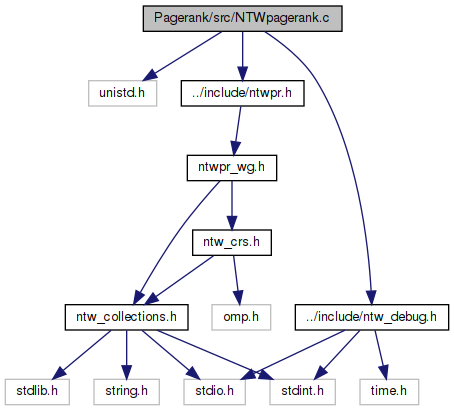 Pagerank/src/NTWpagerank.c
unistd.h
../include/ntwpr.h
ntwpr_wg.h
ntw_crs.h
ntw_collections.h
omp.h
../include/ntw_debug.h
stdlib.h
string.h
stdio.h
stdint.h
time.h